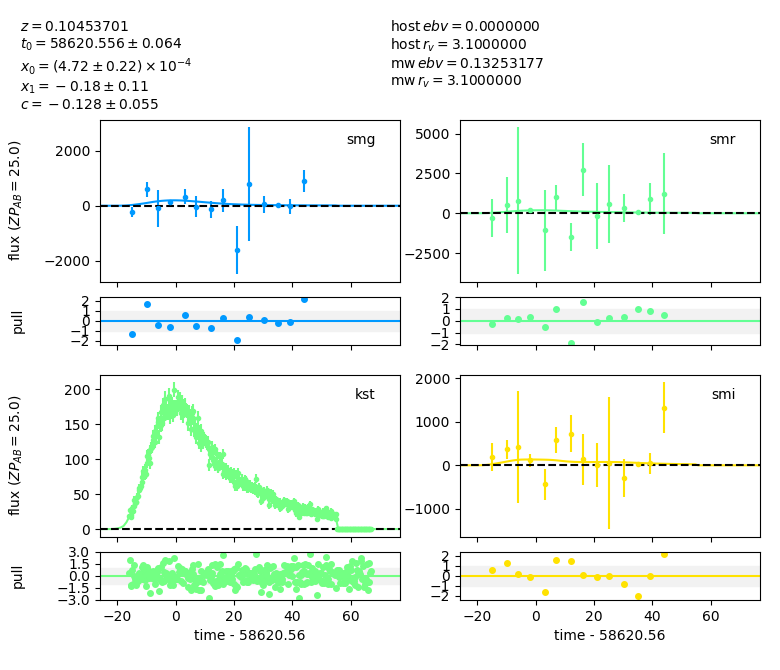 z = 0.10453701
t₀ = 58620.556 ± 0.064
x₀ = (4.72 ± 0.22) × 10⁻⁴
x₁ = −0.18 ± 0.11
c = −0.128 ± 0.055
host ebv = 0.0000000
host r_v = 3.1000000
mw ebv = 0.13253177
mw r_v = 3.1000000
flux (ZP_AB = 25.0)
2000
0
−2000
smg
5000
2500
0
−2500
smr
pull
2
1
0
−1
−2
2
1
0
−1
−2
flux (ZP_AB = 25.0)
200
150
100
50
0
kst
2000
1000
0
−1000
smi
pull
3.0
1.5
0.0
−1.5
−3.0
2
1
0
−1
−2
−20 0 20 40 60
−20 0 20 40 60
time - 58620.56
time - 58620.56